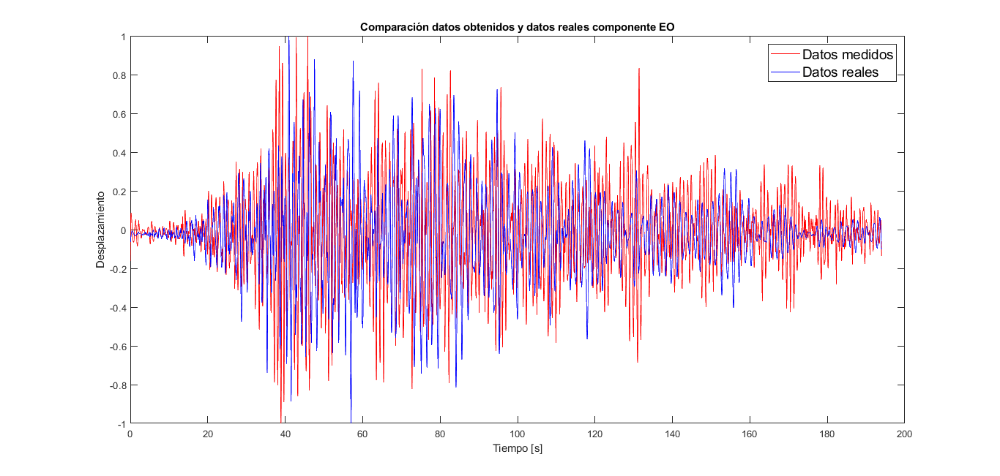 Comparación datos obtenidos y datos reales componente EO
Datos medidos
Datos reales
Desplazamiento
1
0.8
0.6
0.4
0.2
0
-0.2
-0.4
-0.6
-0.8
-1
0 20 40 60 80 100 120 140 160 180 200
Tiempo [s]